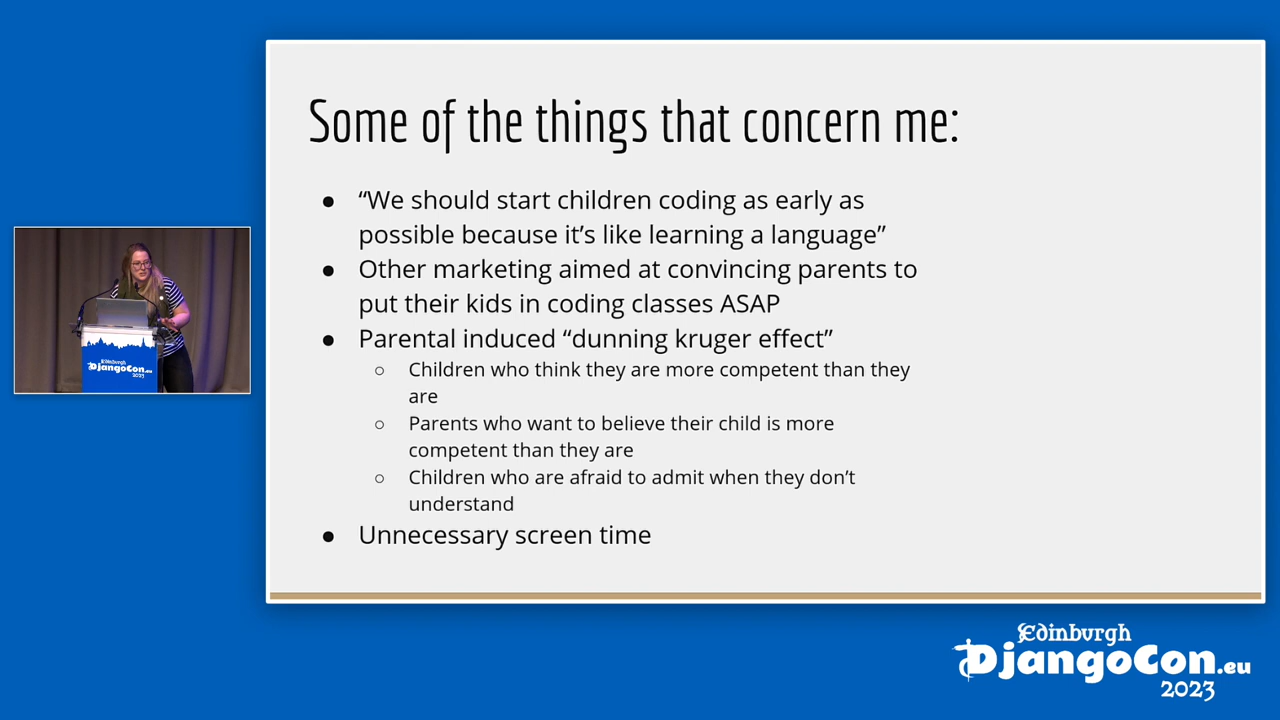 Some of the things that concern me:
● “We should start children coding as early as
possible because it’s like learning a language”
● Other marketing aimed at convincing parents to
put their kids in coding classes ASAP
● Parental induced “dunning kruger effect”
○ Children who think they are more competent than they
are
○ Parents who want to believe their child is more
competent than they are
○ Children who are afraid to admit when they don’t
understand
● Unnecessary screen time
Edinburgh
DjangoCon.eu
2023
Edinburgh
DjangoCon.eu
2023